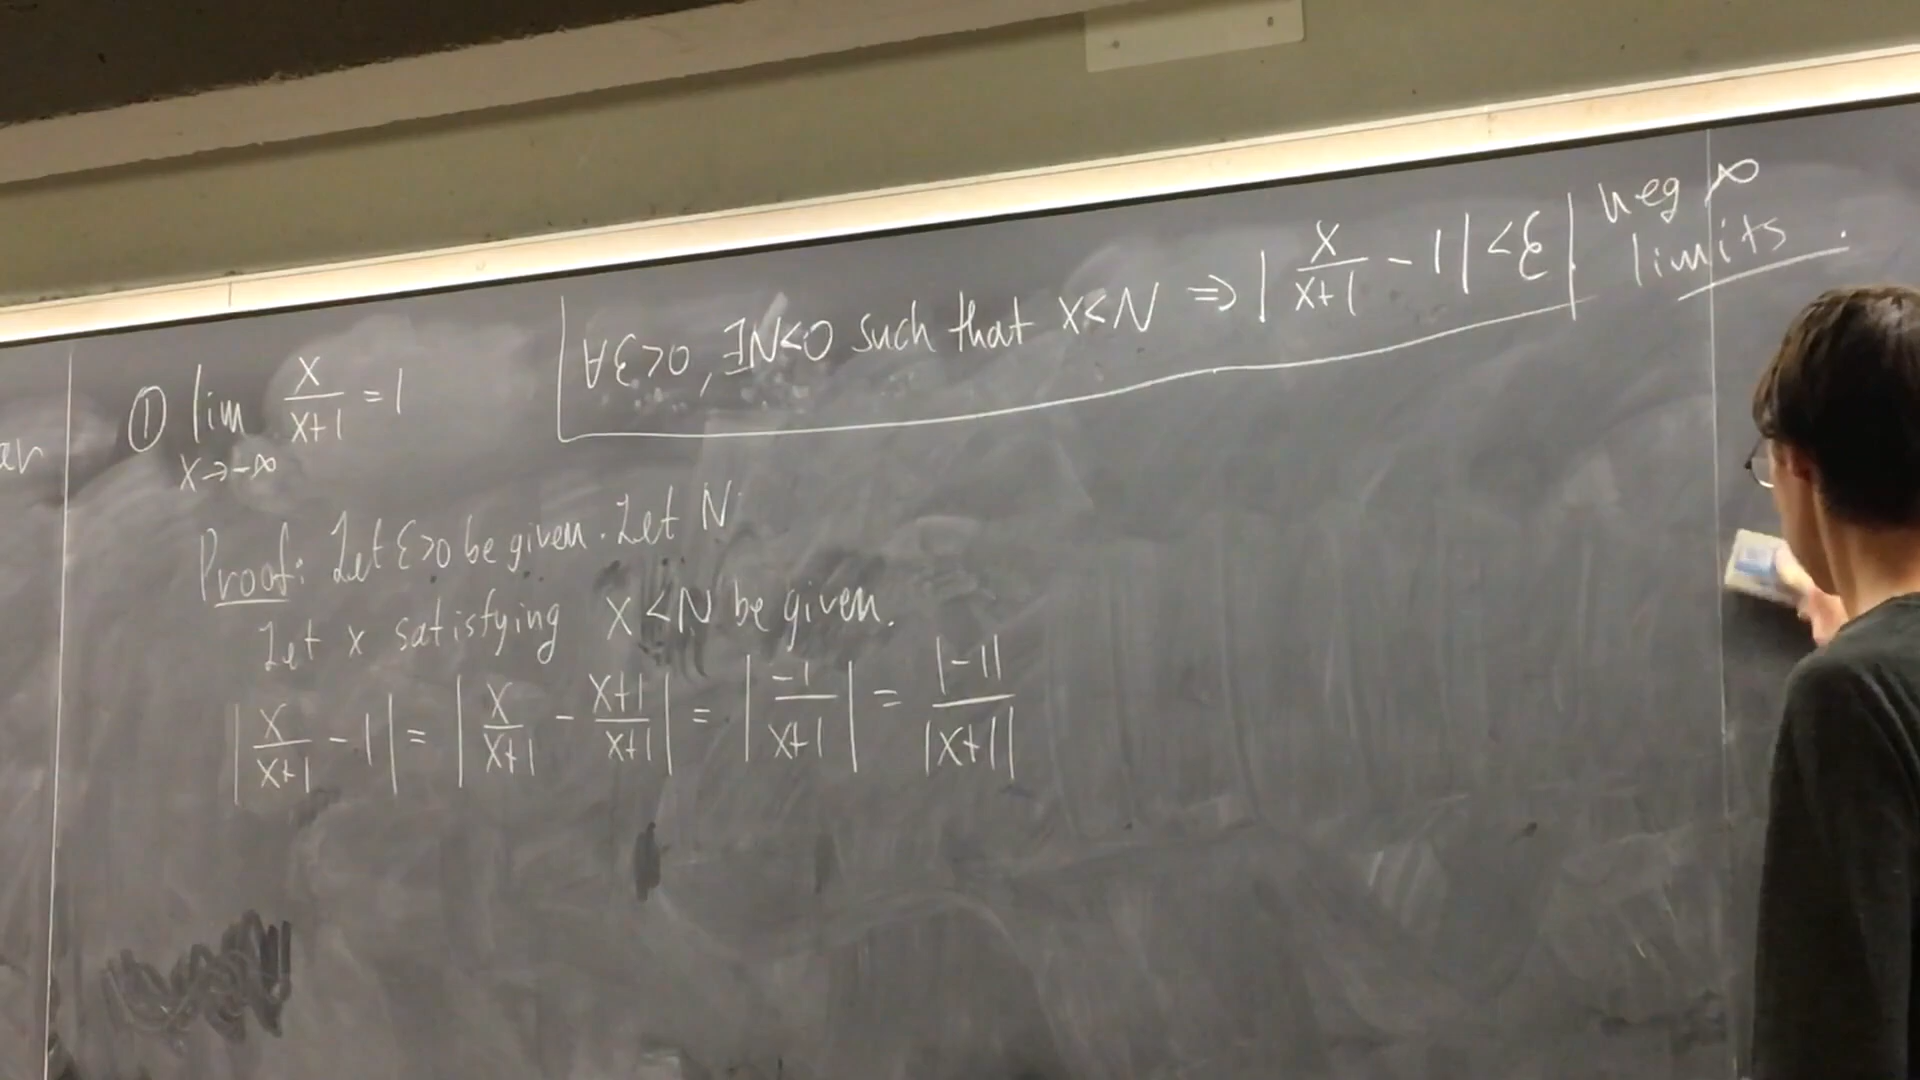 ∀ε>0, ∃N<0 such that x<N ⇒ | x/(x+1) - 1 | <ε
neg ∞
limits.
① lim x→-∞ x/(x+1) = 1
Proof: Let ε>0 be given. Let N
Let x satisfying x<N be given.
| x/(x+1) - 1 | = | x/(x+1) - (x+1)/(x+1) | = | -1/(x+1) | = |-1|/|x+1|